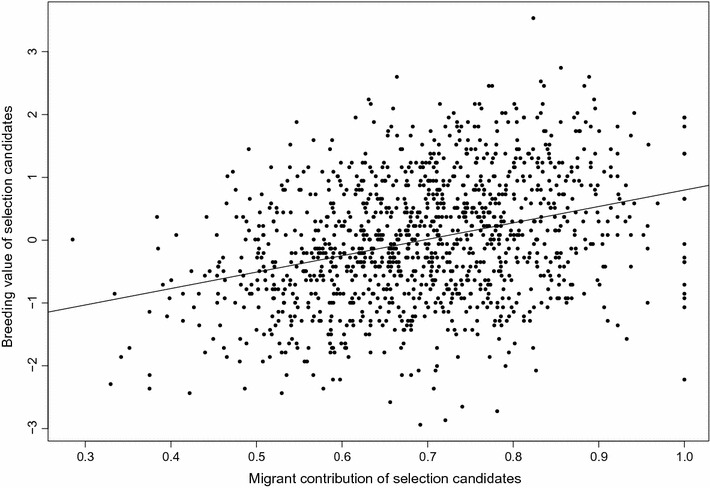 Breeding value of selection candidates
3
2
1
0
−1
−2
−3
0.3 0.4 0.5 0.6 0.7 0.8 0.9 1.0
Migrant contribution of selection candidates